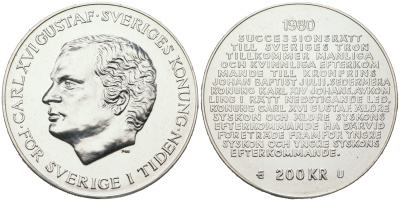 CARL XVI GUSTAF · SVERIGES KONUNG ·
FÖR SVERIGE I TIDEN ·
1980
SUCCESSIONSRÄTT
TILL SVERIGES TRON
TILLKOMMER MANLIGA
OCH KVINNLIGA EFTERKOM
MANDE TILL KRONPRINS
JOHAN BAPTIST JULII, SEDERMERA
KONUNG KARL XIV JOHANS, AVKOM
LING I RÄTT NEDSTIGANDE LED,
KONUNG CARL XVI GUSTAF. ÄLDRE
SYSKON OCH ÄLDRE SYSKONS
EFTERKOMMANDE HA DÄRVID
FÖRETRÄDE FRAMFÖR YNGRE
SYSKON OCH YNGRE SYSKONS
EFTERKOMMANDE.
200 KR U